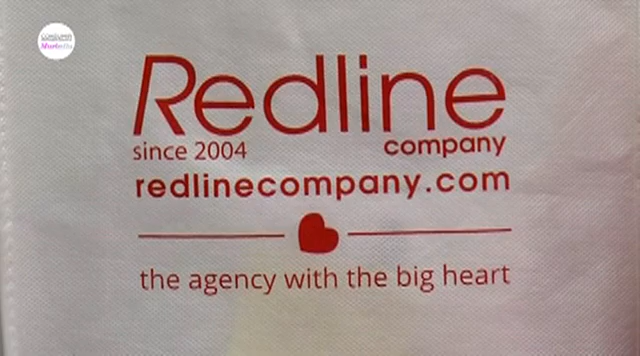 Redline
since 2004 company
redlinecompany.com
the agency with the big heart